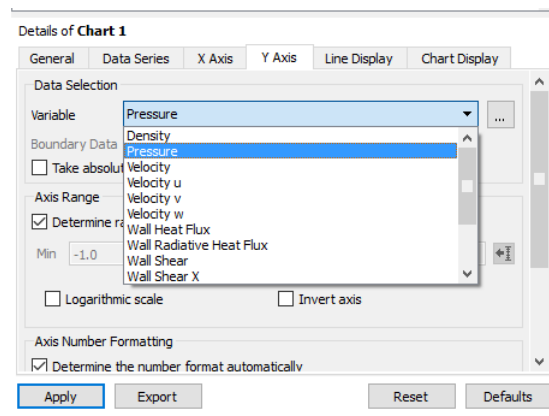 Details of Chart 1
General Data Series X Axis Y Axis Line Display Chart Display
Data Selection
Variable Pressure ...
Boundary Data
Density
Pressure
Take absolut
Velocity
Velocity u
Axis Range
Velocity v
Velocity w
Determine ra
Wall Heat Flux
Wall Radiative Heat Flux
Min -1.0
Wall Shear
Wall Shear X
Logarithmic scale Invert axis
Axis Number Formatting
Determine the number format automatically
Apply Export Reset Defaults